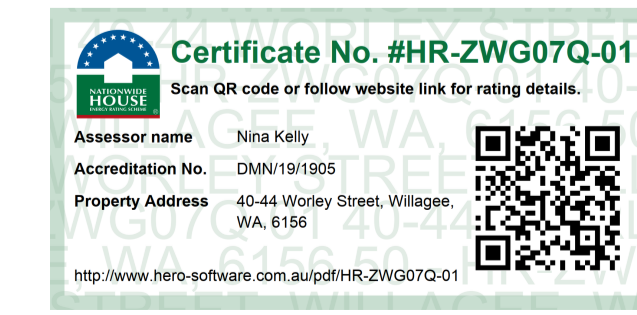 Certificate No. #HR-ZWG07Q-01
Scan QR code or follow website link for rating details.
NATIONWIDE
HOUSE
ENERGY RATING SCHEME
Assessor name Nina Kelly
Accreditation No. DMN/19/1905
Property Address 40-44 Worley Street, Willagee,
WA, 6156
http://www.hero-software.com.au/pdf/HR-ZWG07Q-01